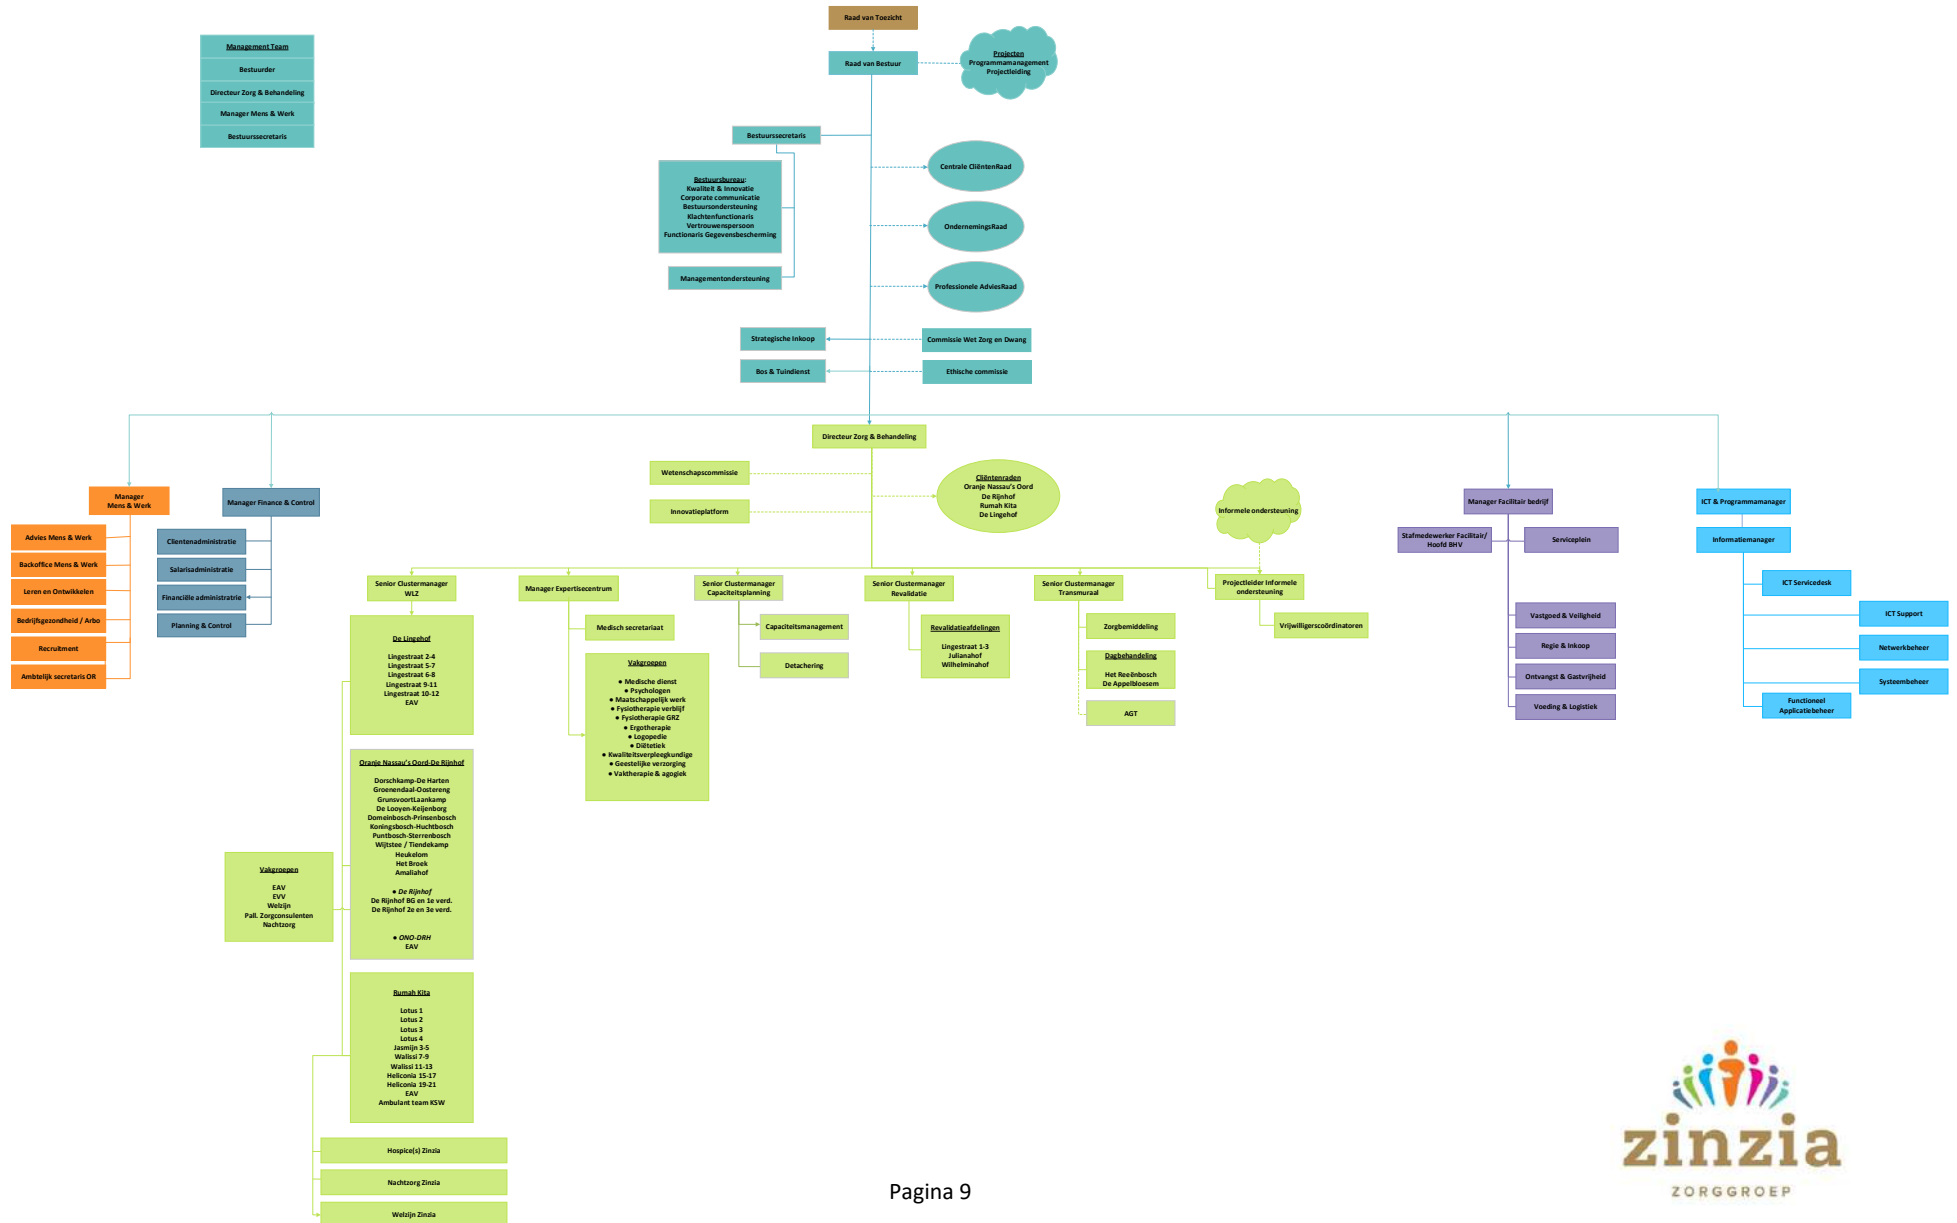 Raad van Toezicht
Raad van Bestuur
Projecten
Programmamanagement
Projectleiding
Management Team
Bestuurder
Directeur Zorg & Behandeling
Manager Mens & Werk
Bestuurssecretaris
Bestuurssecretaris
Bestuursbureau:
Kwaliteit & Innovatie
Corporate communicatie
Bestuursondersteuning
Klachtenfunctionaris
Vertrouwenspersoon
Functionaris Gegevensbescherming
Managementondersteuning
Centrale CliëntenRaad
OndernemingsRaad
Professionele AdviesRaad
Strategische Inkoop
Commissie Wet Zorg en Dwang
Bos & Tuindienst
Ethische commissie
Directeur Zorg & Behandeling
Wetenschapscommissie
Innovatieplatform
Cliëntenraden
Oranje Nassau's Oord
De Rijnhof
Rumah Kita
De Lingehof
Informele ondersteuning
Manager
Mens & Werk
Advies Mens & Werk
Backoffice Mens & Werk
Leren en Ontwikkelen
Bedrijfsgezondheid / Arbo
Recruitment
Ambtelijk secretaris OR
Manager Finance & Control
Clientenadministratie
Salarisadministratie
Financiële administratrie
Planning & Control
Senior Clustermanager
WLZ
De Lingehof
Lingestraat 2-4
Lingestraat 5-7
Lingestraat 6-8
Lingestraat 9-11
Lingestraat 10-12
EAV
Oranje Nassau's Oord-De Rijnhof
Dorschkamp-De Harten
Groenendaal-Oostereng
GrunsvoortLaankamp
De Looyen-Keijenborg
Domeinbosch-Prinsenbosch
Koningsbosch-Huchtbosch
Puntbosch-Sterrenbosch
Wijtstee / Tiendekamp
Heukelom
Het Broek
Amaliahof
● De Rijnhof
De Rijnhof BG en 1e verd.
De Rijnhof 2e en 3e verd.
● ONO-DRH
EAV
Vakgroepen
EAV
EVV
Welzijn
Pall. Zorgconsulenten
Nachtzorg
Rumah Kita
Lotus 1
Lotus 2
Lotus 3
Lotus 4
Jasmijn 3-5
Walissi 7-9
Walissi 11-13
Heliconia 15-17
Heliconia 19-21
EAV
Ambulant team KSW
Hospice(s) Zinzia
Nachtzorg Zinzia
Welzijn Zinzia
Manager Expertisecentrum
Medisch secretariaat
Vakgroepen
● Medische dienst
● Psychologen
● Maatschappelijk werk
● Fysiotherapie verblijf
● Fysiotherapie GRZ
● Ergotherapie
● Logopedie
● Diëtetiek
● Kwaliteitsverpleegkundige
● Geestelijke verzorging
● Vaktherapie & agogiek
Senior Clustermanager
Capaciteitsplanning
Capaciteitsmanagement
Detachering
Senior Clustermanager
Revalidatie
Revalidatieafdelingen
Lingestraat 1-3
Julianahof
Wilhelminahof
Senior Clustermanager
Transmuraal
Zorgbemiddeling
Dagbehandeling
Het Reeënbosch
De Appelbloesem
AGT
Projectleider Informele
ondersteuning
Vrijwilligerscoördinatoren
Manager Facilitair bedrijf
Stafmedewerker Facilitair/
Hoofd BHV
Serviceplein
Vastgoed & Veiligheid
Regie & Inkoop
Ontvangst & Gastvrijheid
Voeding & Logistiek
ICT & Programmamanager
Informatiemanager
ICT Servicedesk
ICT Support
Netwerkbeheer
Systeembeheer
Functioneel
Applicatiebeheer
Pagina 9
zinzia
ZORGGROEP